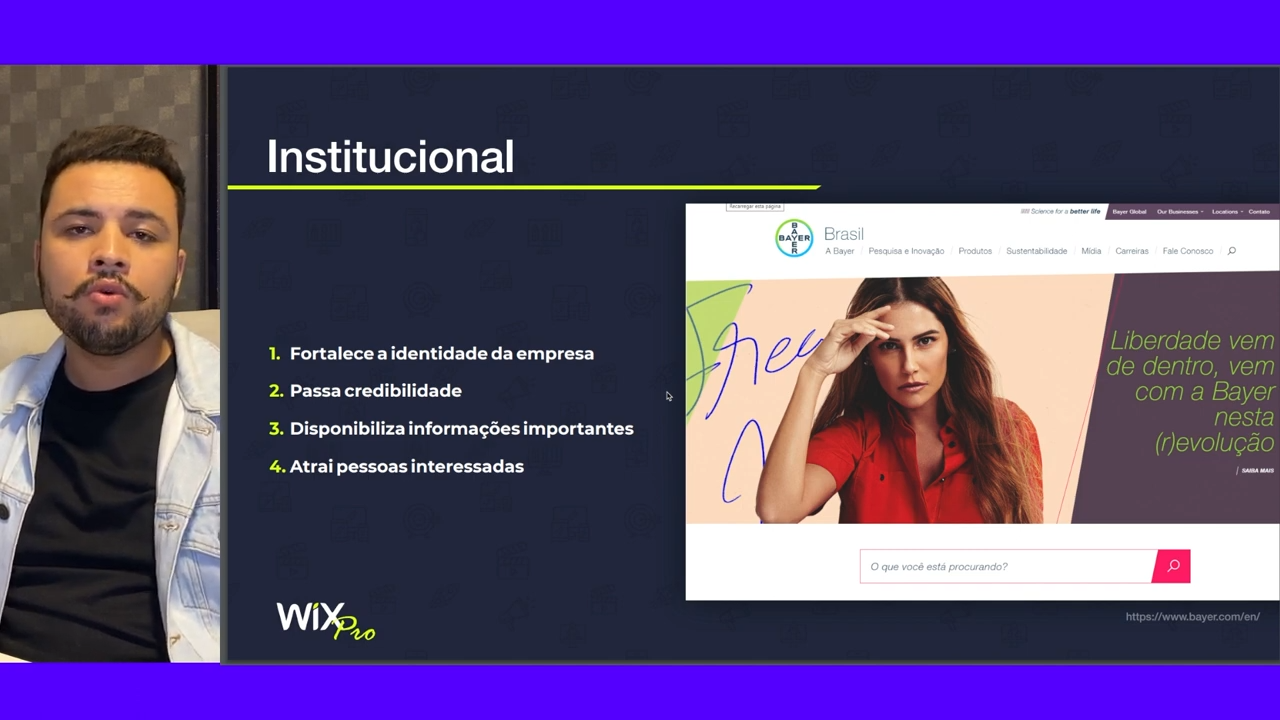 Institucional
1. Fortalece a identidade da empresa
2. Passa credibilidade
3. Disponibiliza informações importantes
4. Atrai pessoas interessadas
WiX Pro
Recarregar esta página
Science for a better life
Bayer Global Our Businesses Locations Contato
BAYER
BAYER
Brasil
A Bayer Pesquisa e Inovação Produtos Sustentabilidade Mídia Carreiras Fale Conosco
Free
Liberdade vem
de dentro, vem
com a Bayer
nesta
(r)evolução
SAIBA MAIS
O que você está procurando?
https://www.bayer.com/en/